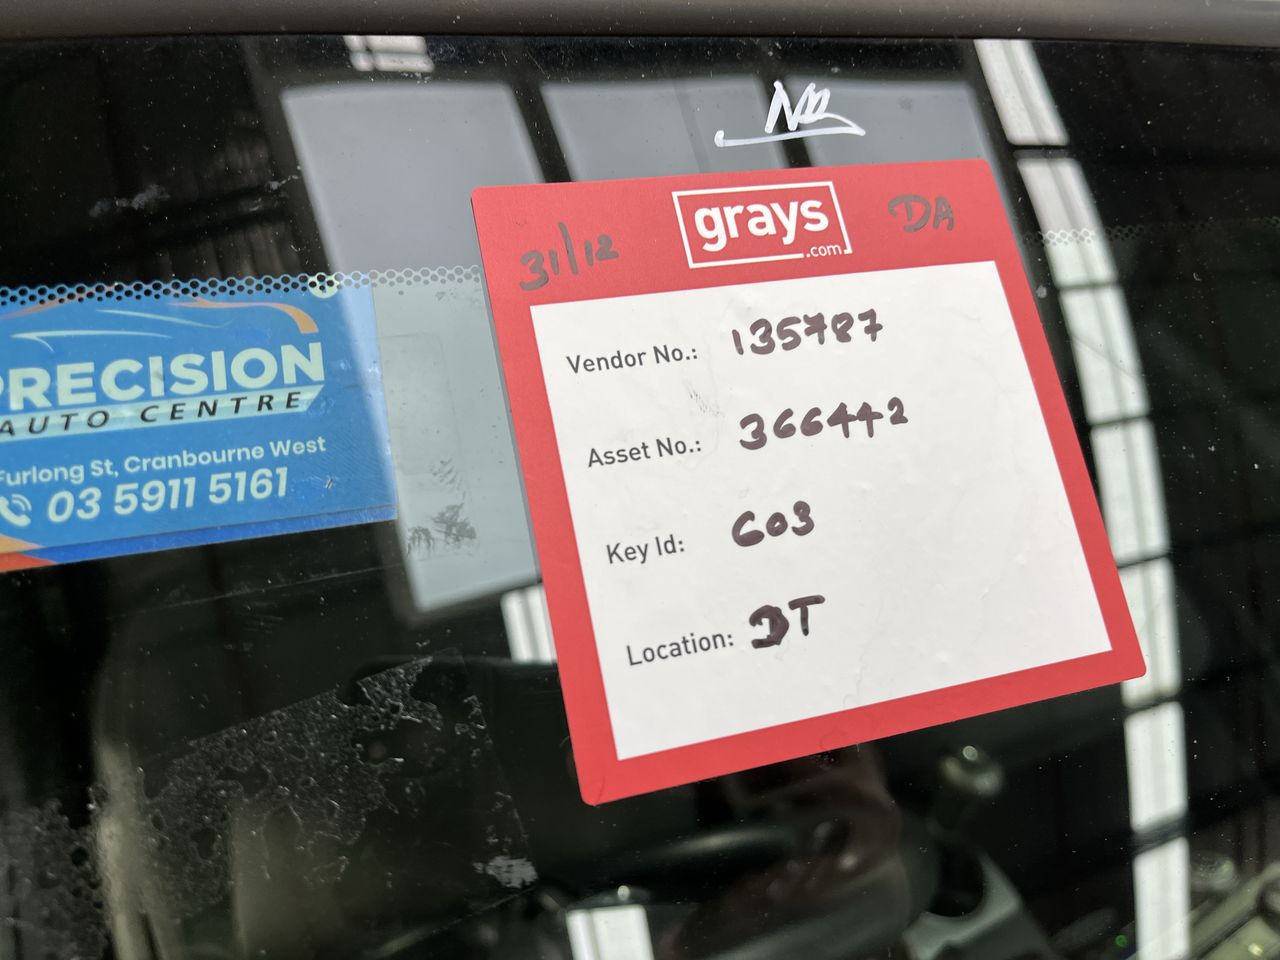 31/12
grays
.com
DA
Vendor No.: 135787
Asset No.: 366442
Key Id: 603
Location: DT
PRECISION
AUTO CENTRE
Furlong St, Cranbourne West
03 5911 5161